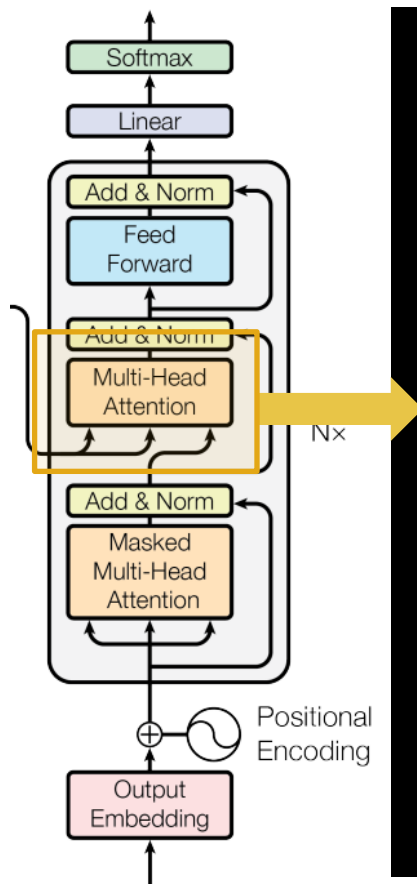 Softmax
Linear
Add & Norm
Feed
Forward
Add & Norm
Multi-Head
Attention
N×
Add & Norm
Masked
Multi-Head
Attention
Positional
Encoding
Output
Embedding